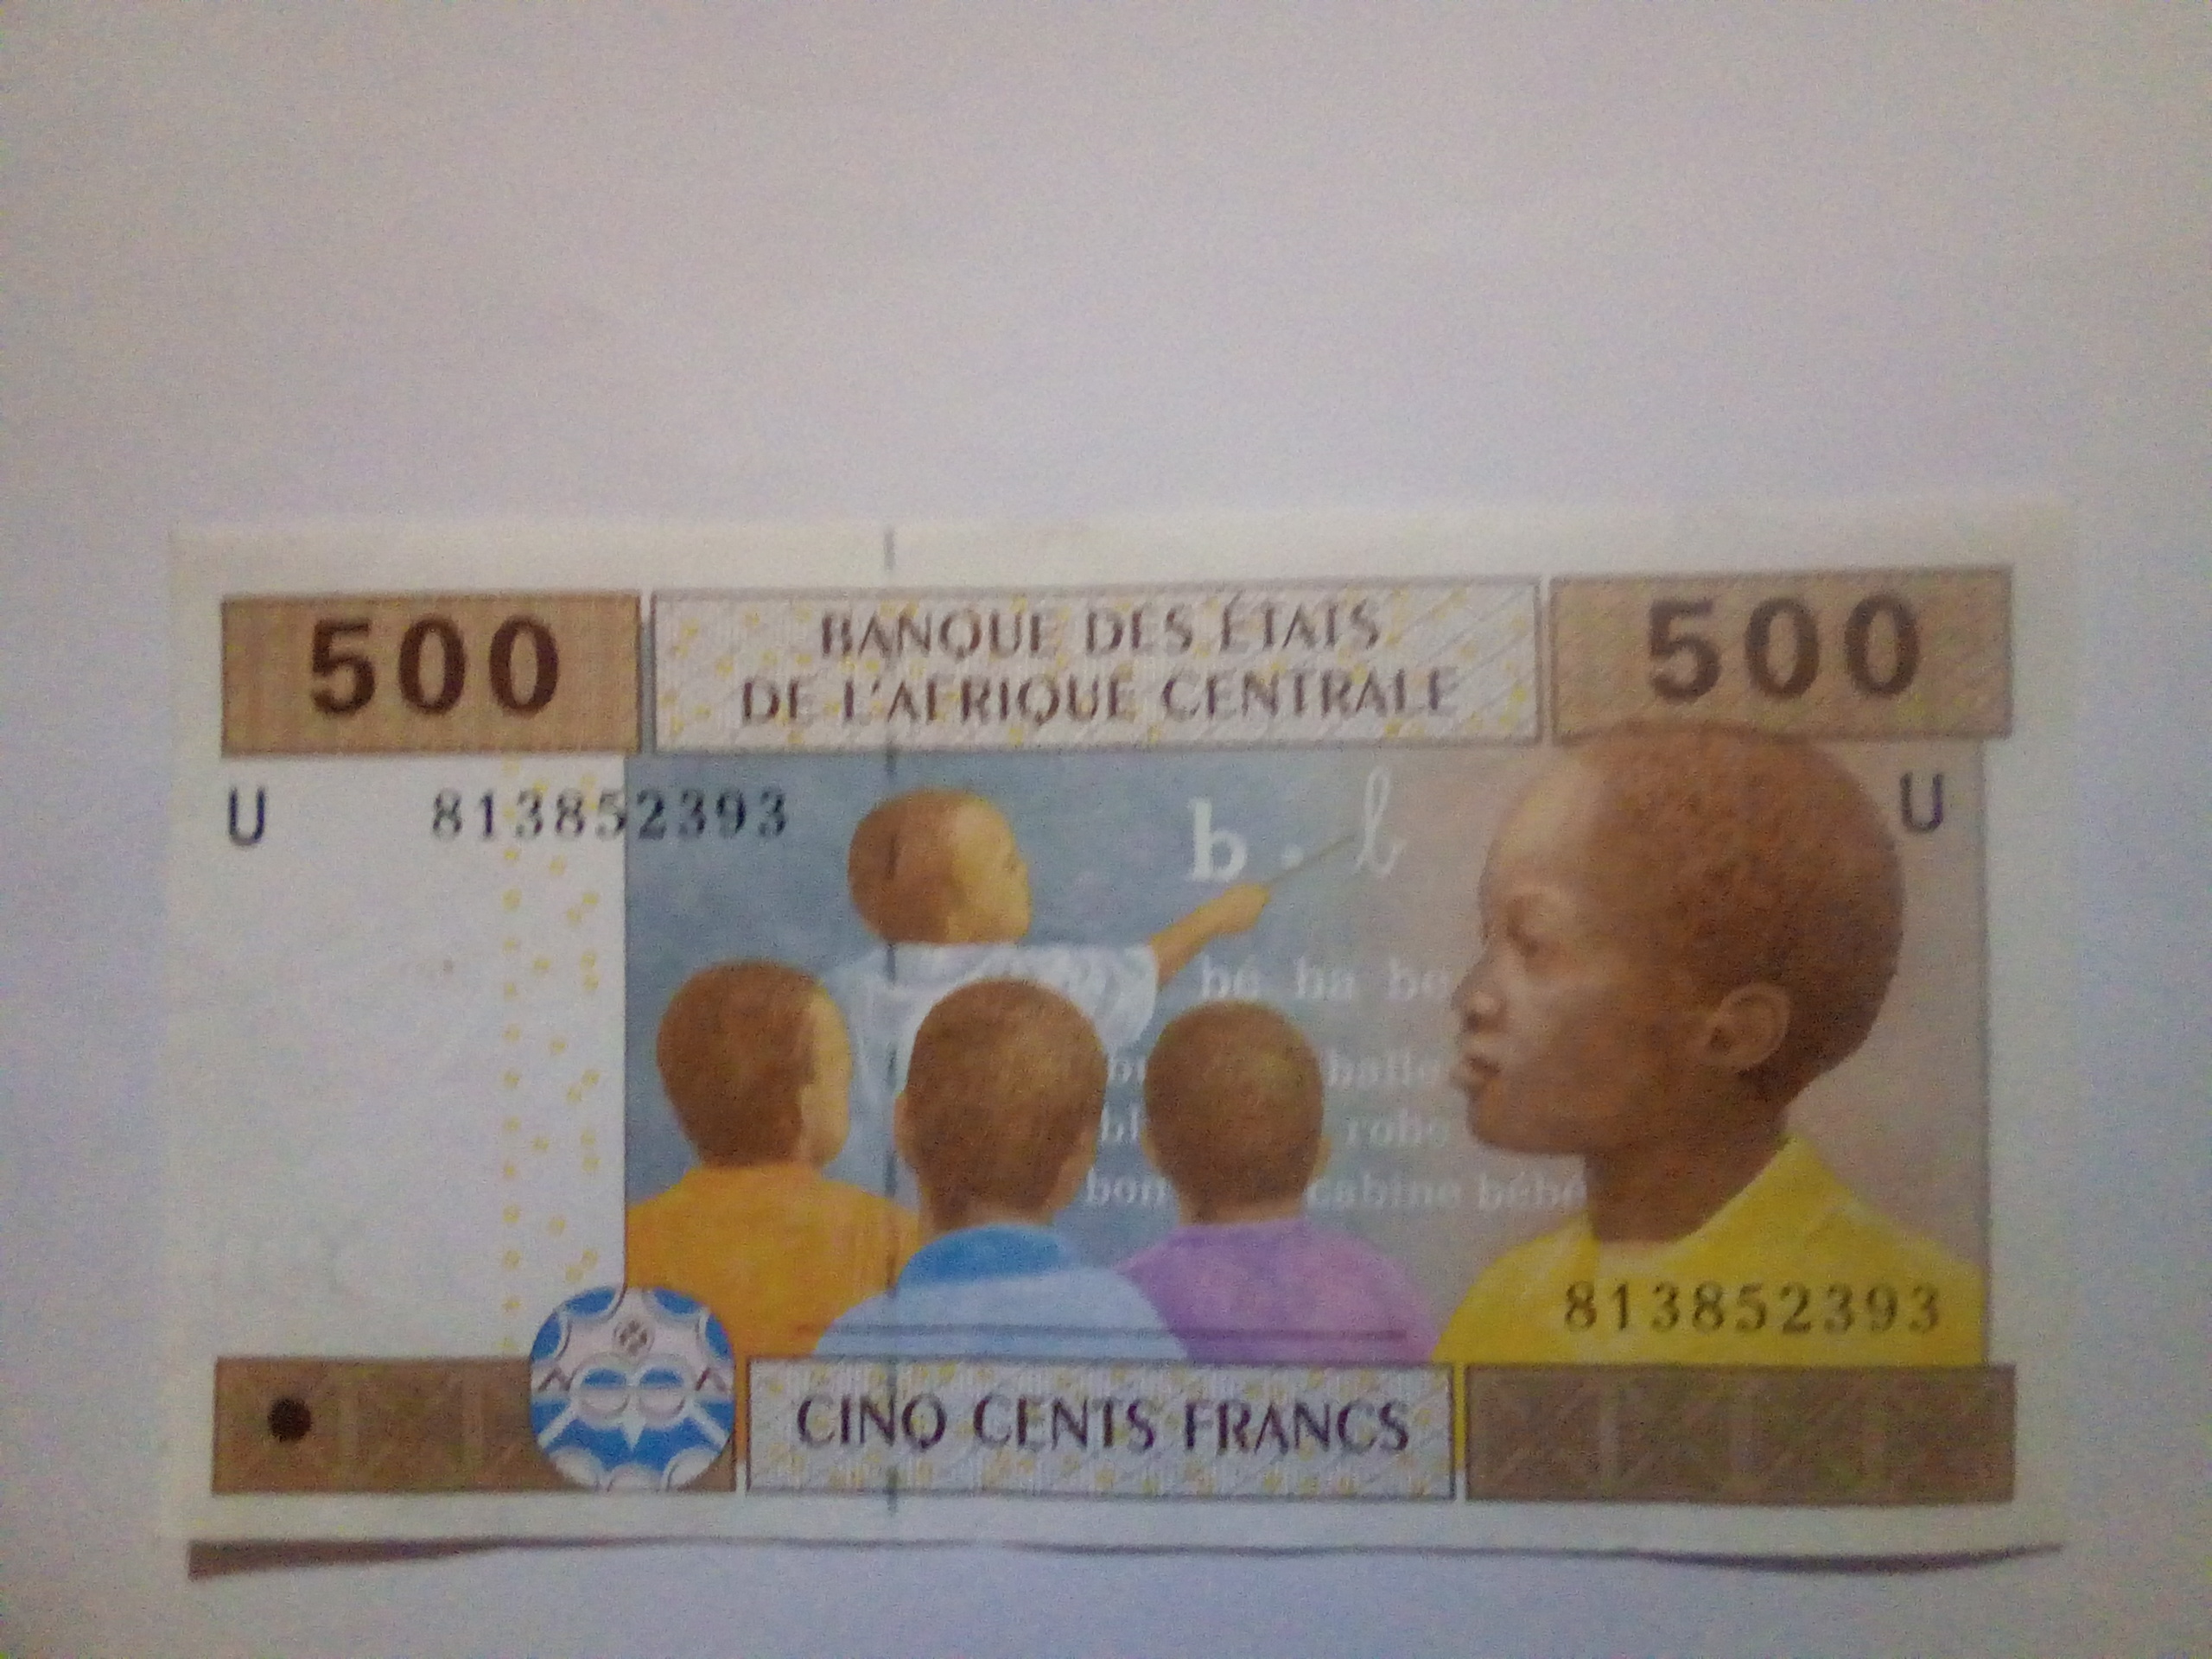 500
BANQUE DES ÉTATS
DE L'AFRIQUE CENTRALE
500
U
813852393
U
b . b
bé ba bo
balle
robe
bon cabine bébé
813852393
CINQ CENTS FRANCS